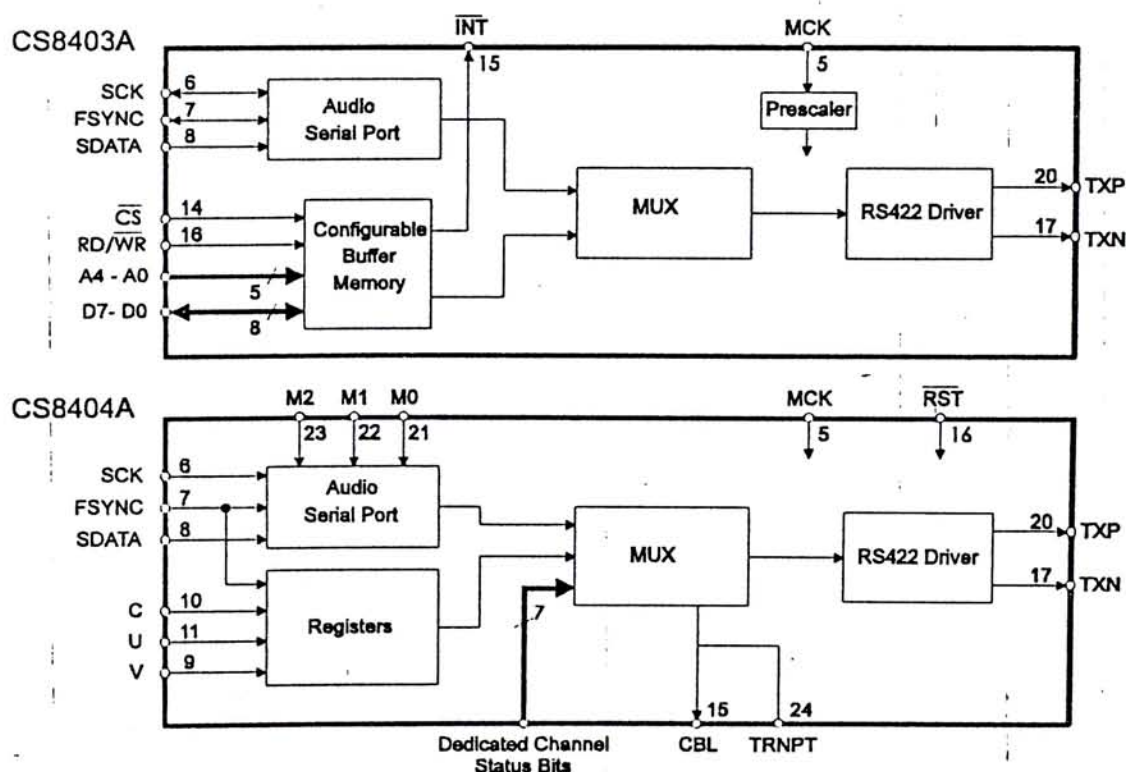 CS8403A
INT
15
MCK
5
Prescaler
SCK
6
FSYNC
7
SDATA
8
Audio
Serial Port
CS
14
RD/WR
16
A4 - A0
5
D7- D0
8
Configurable
Buffer
Memory
MUX
RS422 Driver
20
TXP
17
TXN
CS8404A
M2
M1
M0
23
22
21
MCK
5
RST
16
SCK
6
FSYNC
7
SDATA
8
Audio
Serial Port
C
10
U
11
V
9
Registers
MUX
7
RS422 Driver
20
TXP
17
TXN
15
24
Dedicated Channel
Status Bits
CBL
TRNPT